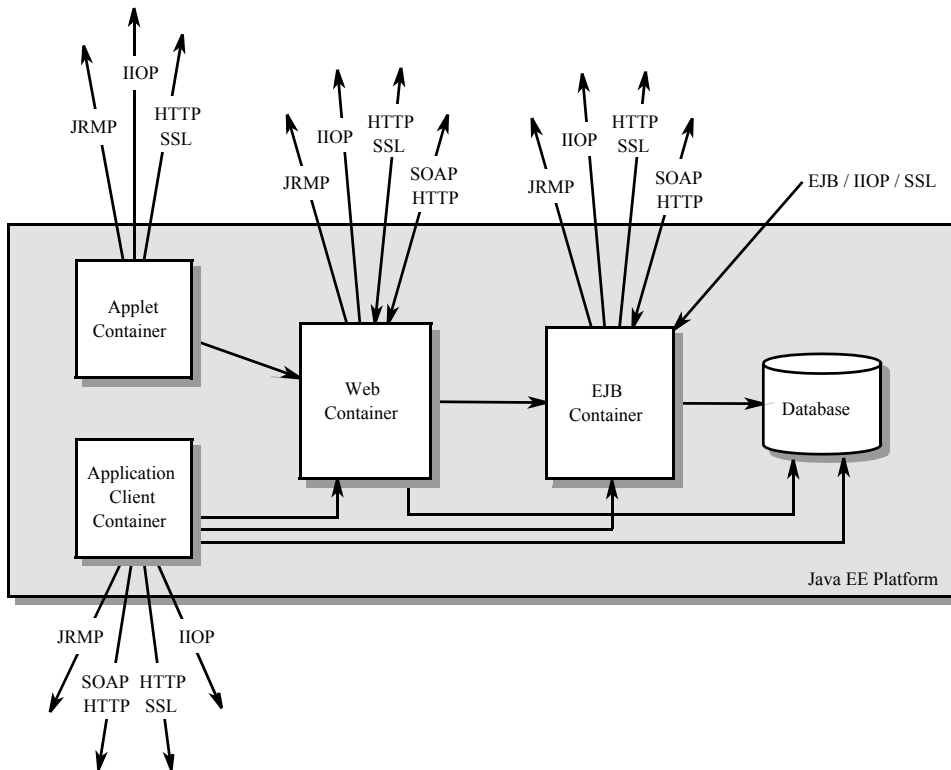 IIOP
JRMP
HTTP
SSL
IIOP
HTTP
SSL
JRMP
SOAP
HTTP
IIOP
HTTP
SSL
JRMP
SOAP
HTTP
EJB / IIOP / SSL
Applet
Container
Web
Container
EJB
Container
Database
Application
Client
Container
Java EE Platform
JRMP
IIOP
SOAP
HTTP
HTTP
SSL